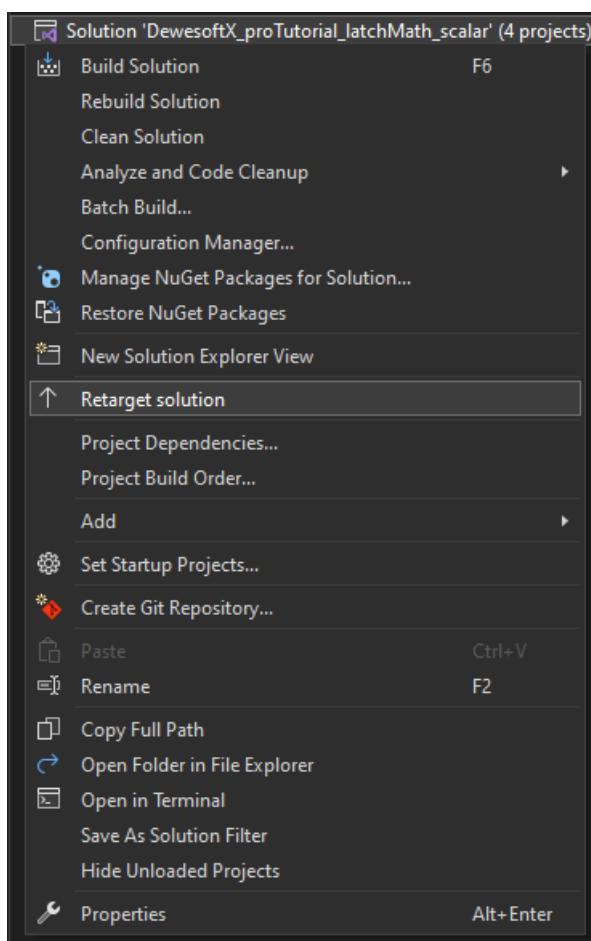 Solution 'DewesoftX_proTutorial_latchMath_scalar' (4 projects)
Build Solution F6
Rebuild Solution
Clean Solution
Analyze and Code Cleanup
Batch Build...
Configuration Manager...
Manage NuGet Packages for Solution...
Restore NuGet Packages
New Solution Explorer View
Retarget solution
Project Dependencies...
Project Build Order...
Add
Set Startup Projects...
Create Git Repository...
Paste Ctrl+V
Rename F2
Copy Full Path
Open Folder in File Explorer
Open in Terminal
Save As Solution Filter
Hide Unloaded Projects
Properties Alt+Enter